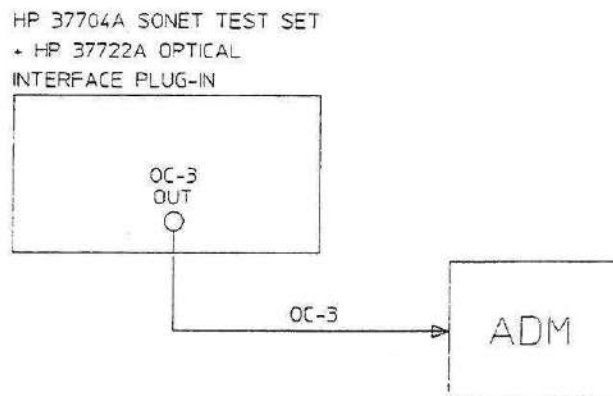 HP 37704A SONET TEST SET
+ HP 37722A OPTICAL
INTERFACE PLUG-IN
OC-3
OUT
OC-3
ADM